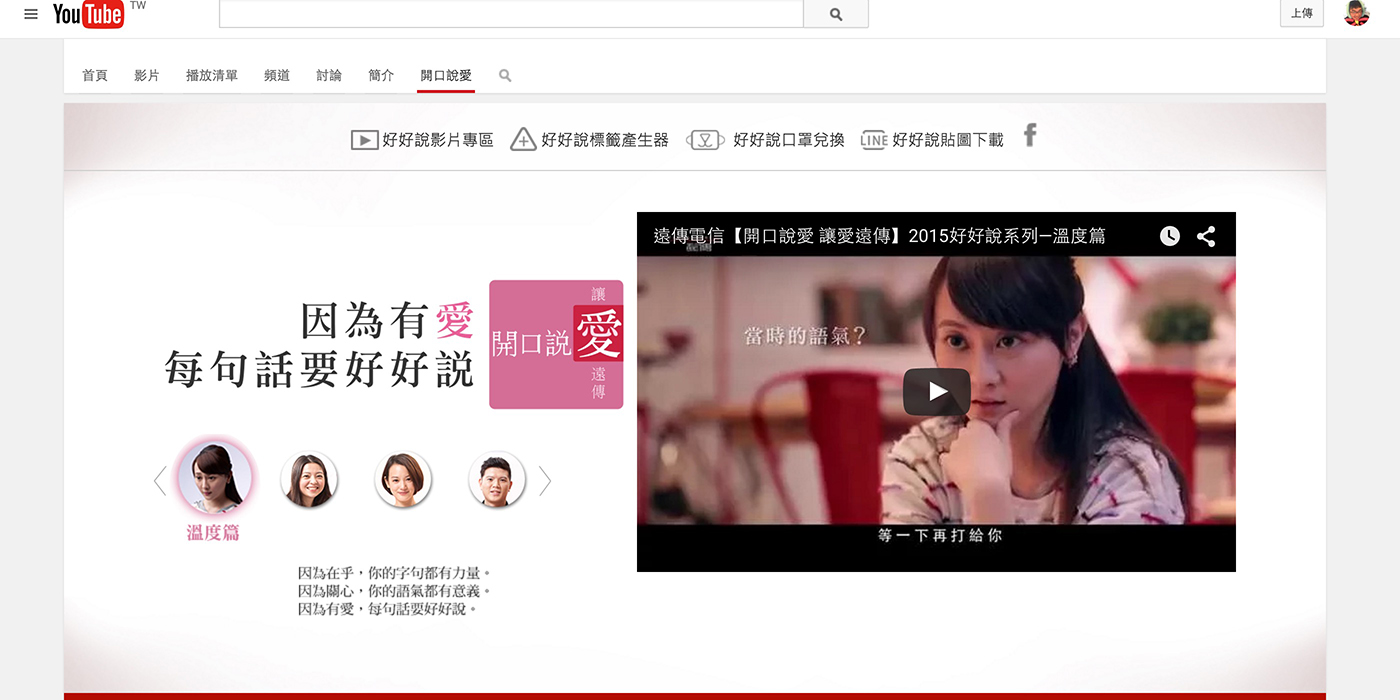 YouTube TW
上傳
首頁 影片 播放清單 頻道 討論 簡介 開口說愛
好好說影片專區 好好說標籤產生器 好好說口罩兌換 LINE 好好說貼圖下載 f
遠傳電信【開口說愛 讓愛遠傳】2015好好說系列—溫度篇
因為有愛
每句話要好好說
讓
開口説愛
遠傳
當時的語氣？
等一下再打給你
溫度篇
因為在乎，你的字句都有力量。
因為關心，你的語氣都有意義。
因為有愛，每句話要好好說。